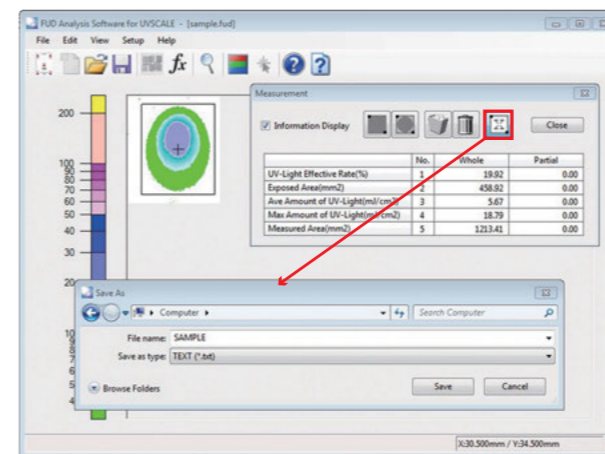 FUD Analysis Software for UVSCALE - [sample.fud]
File Edit View Setup Help
fx
Measurement
Information Display
Close
No. Whole Partial
UV-Light Effective Rate(%) 1 19.92 0.00
Exposed Area(mm2) 2 458.92 0.00
Ave Amount of UV-Light(mJ/cm2) 3 5.67 0.00
Max Amount of UV-Light(mJ/cm2) 4 18.79 0.00
Measured Area(mm2) 5 1213.41 0.00
200
100
90
80
70
60
50
40
30
20
Save As
Computer
Search Computer
File name: SAMPLE
Save as type: TEXT (*.txt)
Browse Folders
Save
Cancel
10
9
8
7
6
5
4
X:30.500mm / Y:34.500mm